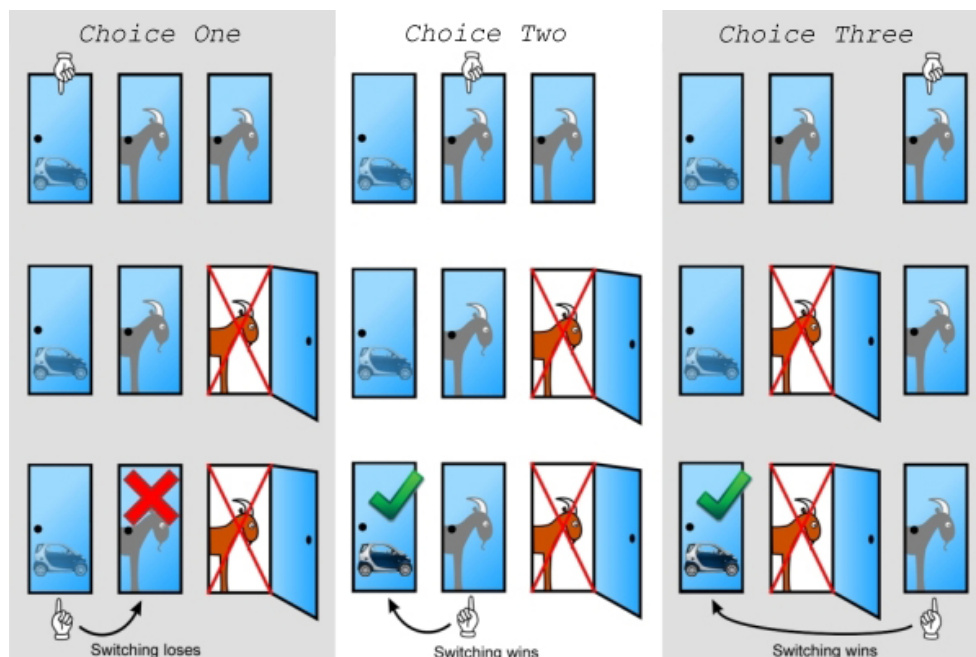 Choice One
Choice Two
Choice Three
Switching loses
Switching wins
Switching wins